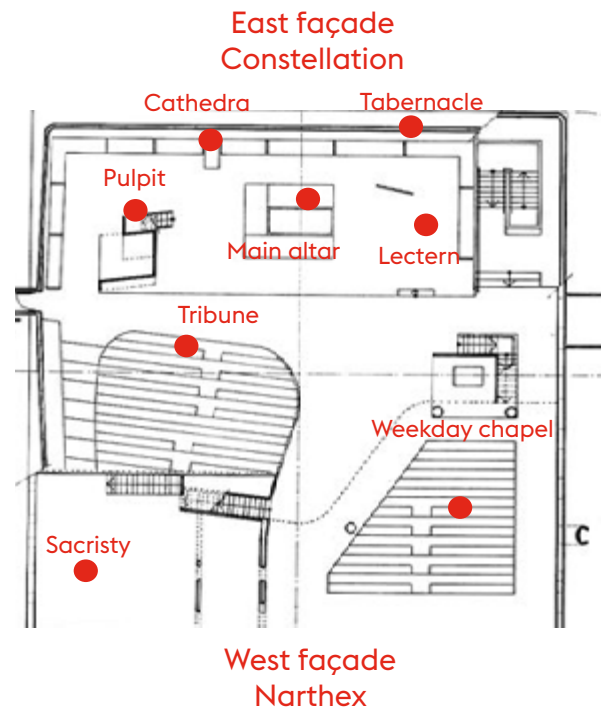 East façade
Constellation
Cathedra
Tabernacle
Pulpit
Main altar
Lectern
Tribune
Weekday chapel
C
Sacristy
West façade
Narthex